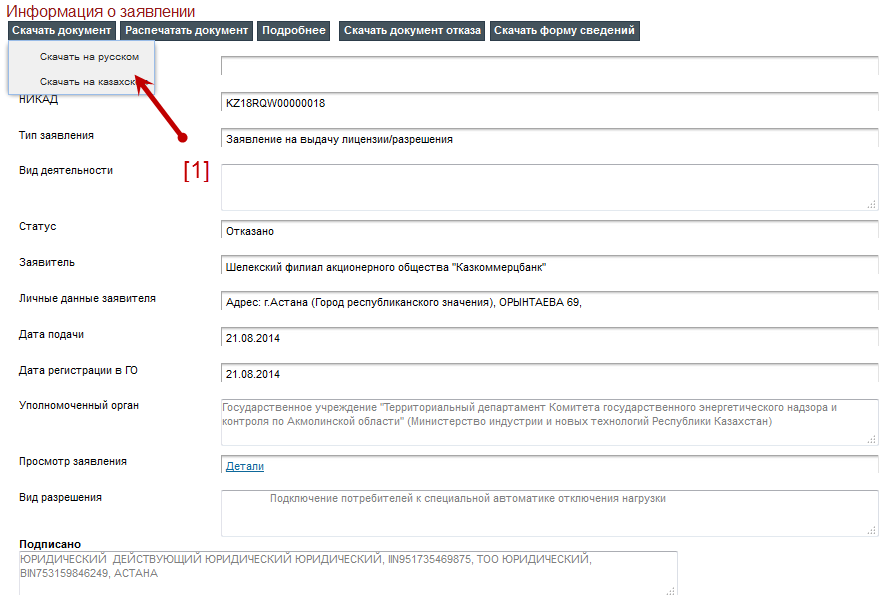 Информация о заявлении
Скачать документ Распечатать документ Подробнее Скачать документ отказа Скачать форму сведений
Скачать на русском
Скачать на казахск
НИКАД KZ18RQW00000018
Тип заявления Заявление на выдачу лицензии/разрешения
Вид деятельности [1]
Статус Отказано
Заявитель Шелекский филиал акционерного общества "Казкоммерцбанк"
Личные данные заявителя Адрес: г.Астана (Город республиканского значения), ОРЫНТАЕВА 69,
Дата подачи 21.08.2014
Дата регистрации в ГО 21.08.2014
Уполномоченный орган Государственное учреждение "Территориальный департамент Комитета государственного энергетического надзора и
контроля по Акмолинской области" (Министерство индустрии и новых технологий Республики Казахстан)
Просмотр заявления Детали
Вид разрешения Подключение потребителей к специальной автоматике отключения нагрузки
Подписано
ЮРИДИЧЕСКИЙ ДЕЙСТВУЮЩИЙ ЮРИДИЧЕСКИЙ ЮРИДИЧЕСКИЙ, IIN951735469875, ТОО ЮРИДИЧЕСКИЙ,
BIN753159846249, АСТАНА